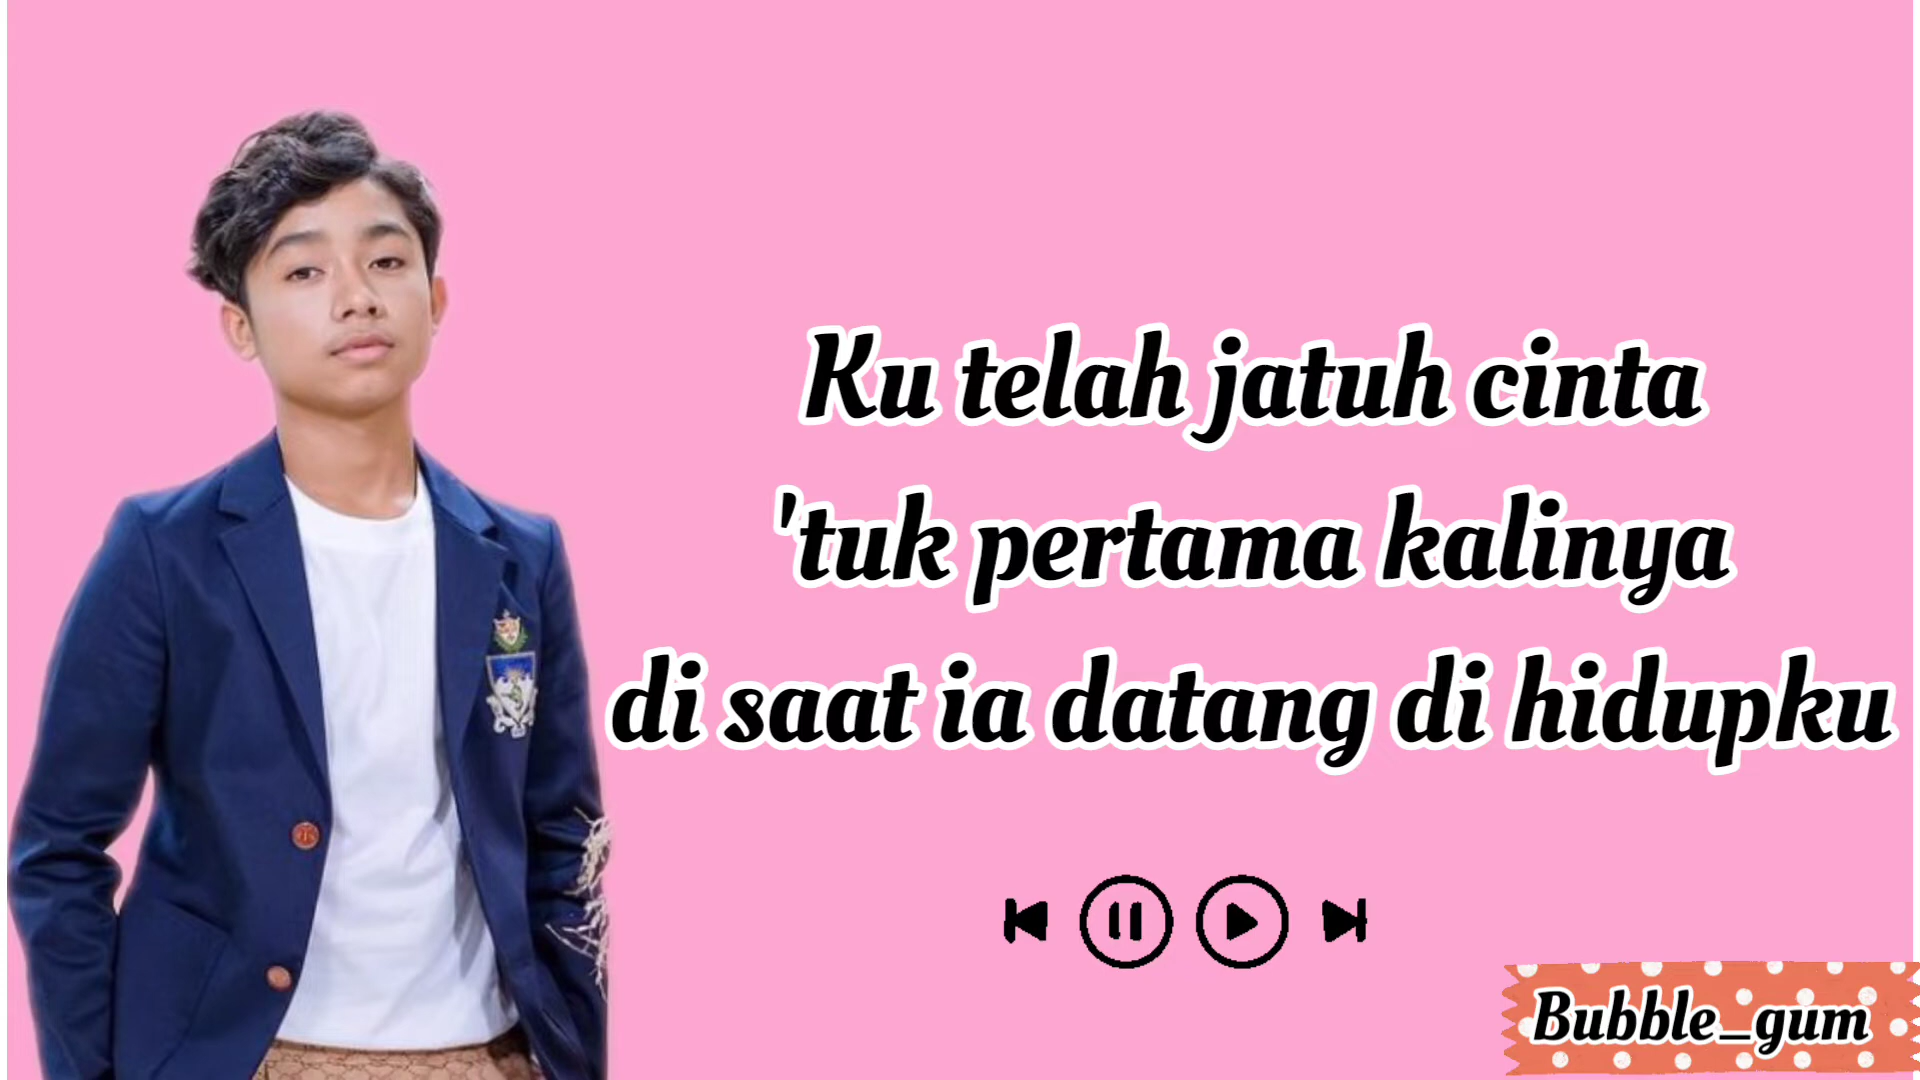 Ku telah jatuh cinta
'tuk pertama kalinya
di saat ia datang di hidupku
Bubble_gum